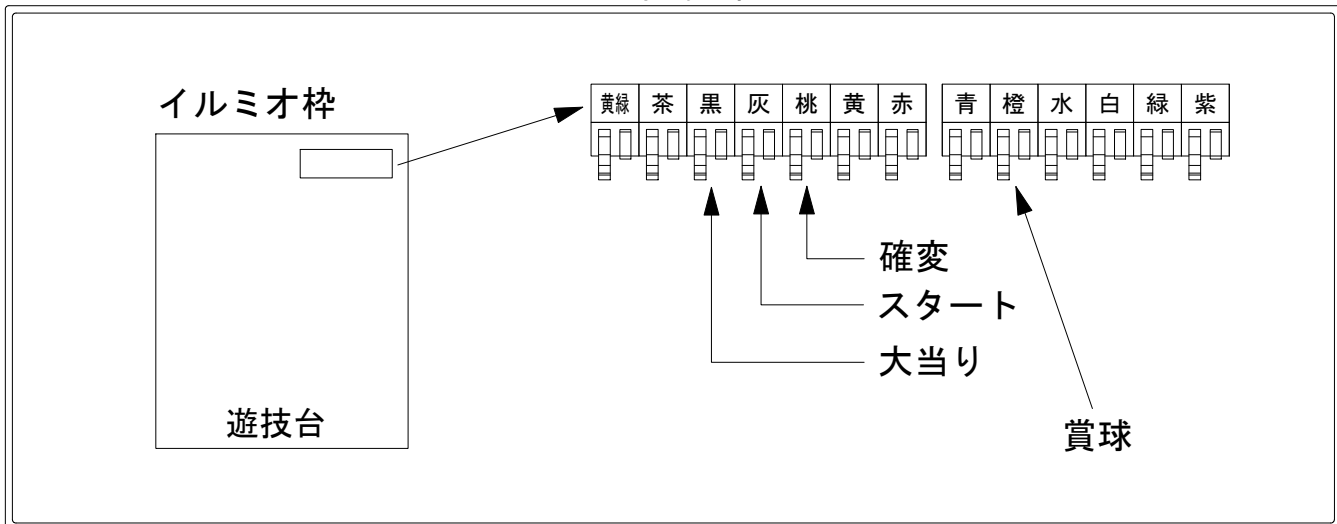 イルミオ枠
黄緑 茶 黒 灰 桃 黄 赤 青 橙 水 白 緑 紫
確変
スタート
大当り
遊技台
賞球